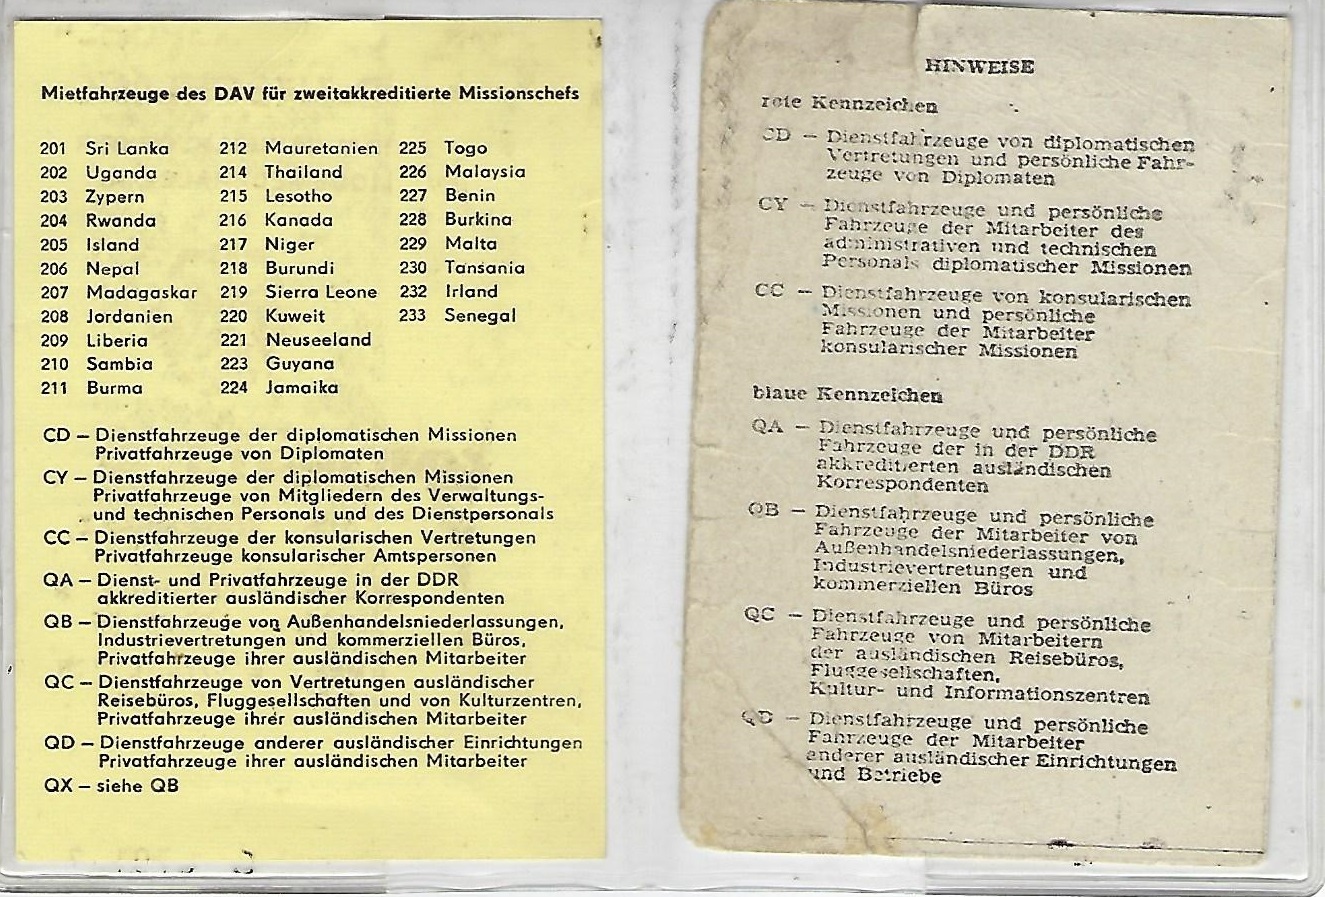 Mietfahrzeuge des DAV für zweitakkreditierte Missionschefs
201 Sri Lanka 212 Mauretanien 225 Togo
202 Uganda 214 Thailand 226 Malaysia
203 Zypern 215 Lesotho 227 Benin
204 Rwanda 216 Kanada 228 Burkina
205 Island 217 Niger 229 Malta
206 Nepal 218 Burundi 230 Tansania
207 Madagaskar 219 Sierra Leone 232 Irland
208 Jordanien 220 Kuweit 233 Senegal
209 Liberia 221 Neuseeland
210 Sambia 223 Guyana
211 Burma 224 Jamaika
CD – Dienstfahrzeuge der diplomatischen Missionen
Privatfahrzeuge von Diplomaten
CY – Dienstfahrzeuge der diplomatischen Missionen
Privatfahrzeuge von Mitgliedern des Verwaltungs-
und technischen Personals und des Dienstpersonals
CC – Dienstfahrzeuge der konsularischen Vertretungen
Privatfahrzeuge konsularischer Amtspersonen
QA – Dienst- und Privatfahrzeuge in der DDR
akkreditierter ausländischer Korrespondenten
QB – Dienstfahrzeuge von Außenhandelsniederlassungen,
Industrievertretungen und kommerziellen Büros,
Privatfahrzeuge ihrer ausländischen Mitarbeiter
QC – Dienstfahrzeuge von Vertretungen ausländischer
Reisebüros, Fluggesellschaften und von Kulturzentren,
Privatfahrzeuge ihrer ausländischen Mitarbeiter
QD – Dienstfahrzeuge anderer ausländischer Einrichtungen
Privatfahrzeuge ihrer ausländischen Mitarbeiter
QX – siehe QB
HINWEISE
rote Kennzeichen
CD – Dienstfahrzeuge von diplomatischen
Vertretungen und persönliche Fahr-
zeuge von Diplomaten
CY – Dienstfahrzeuge und persönliche
Fahrzeuge der Mitarbeiter des
administrativen und technischen
Personals diplomatischer Missionen
CC – Dienstfahrzeuge von konsularischen
Missionen und persönliche
Fahrzeuge der Mitarbeiter
konsularischer Missionen
blaue Kennzeichen
QA – Dienstfahrzeuge und persönliche
Fahrzeuge der in der DDR
akkreditierten ausländischen
Korrespondenten
QB – Dienstfahrzeuge und persönliche
Fahrzeuge der Mitarbeiter von
Außenhandelsniederlassungen,
Industrievertretungen und
kommerziellen Büros
QC – Dienstfahrzeuge und persönliche
Fahrzeuge von Mitarbeitern
der ausländischen Reisebüros,
Fluggesellschaften,
Kultur- und Informationszentren
QD – Dienstfahrzeuge und persönliche
Fahrzeuge der Mitarbeiter
anderer ausländischer Einrichtungen
und Betriebe